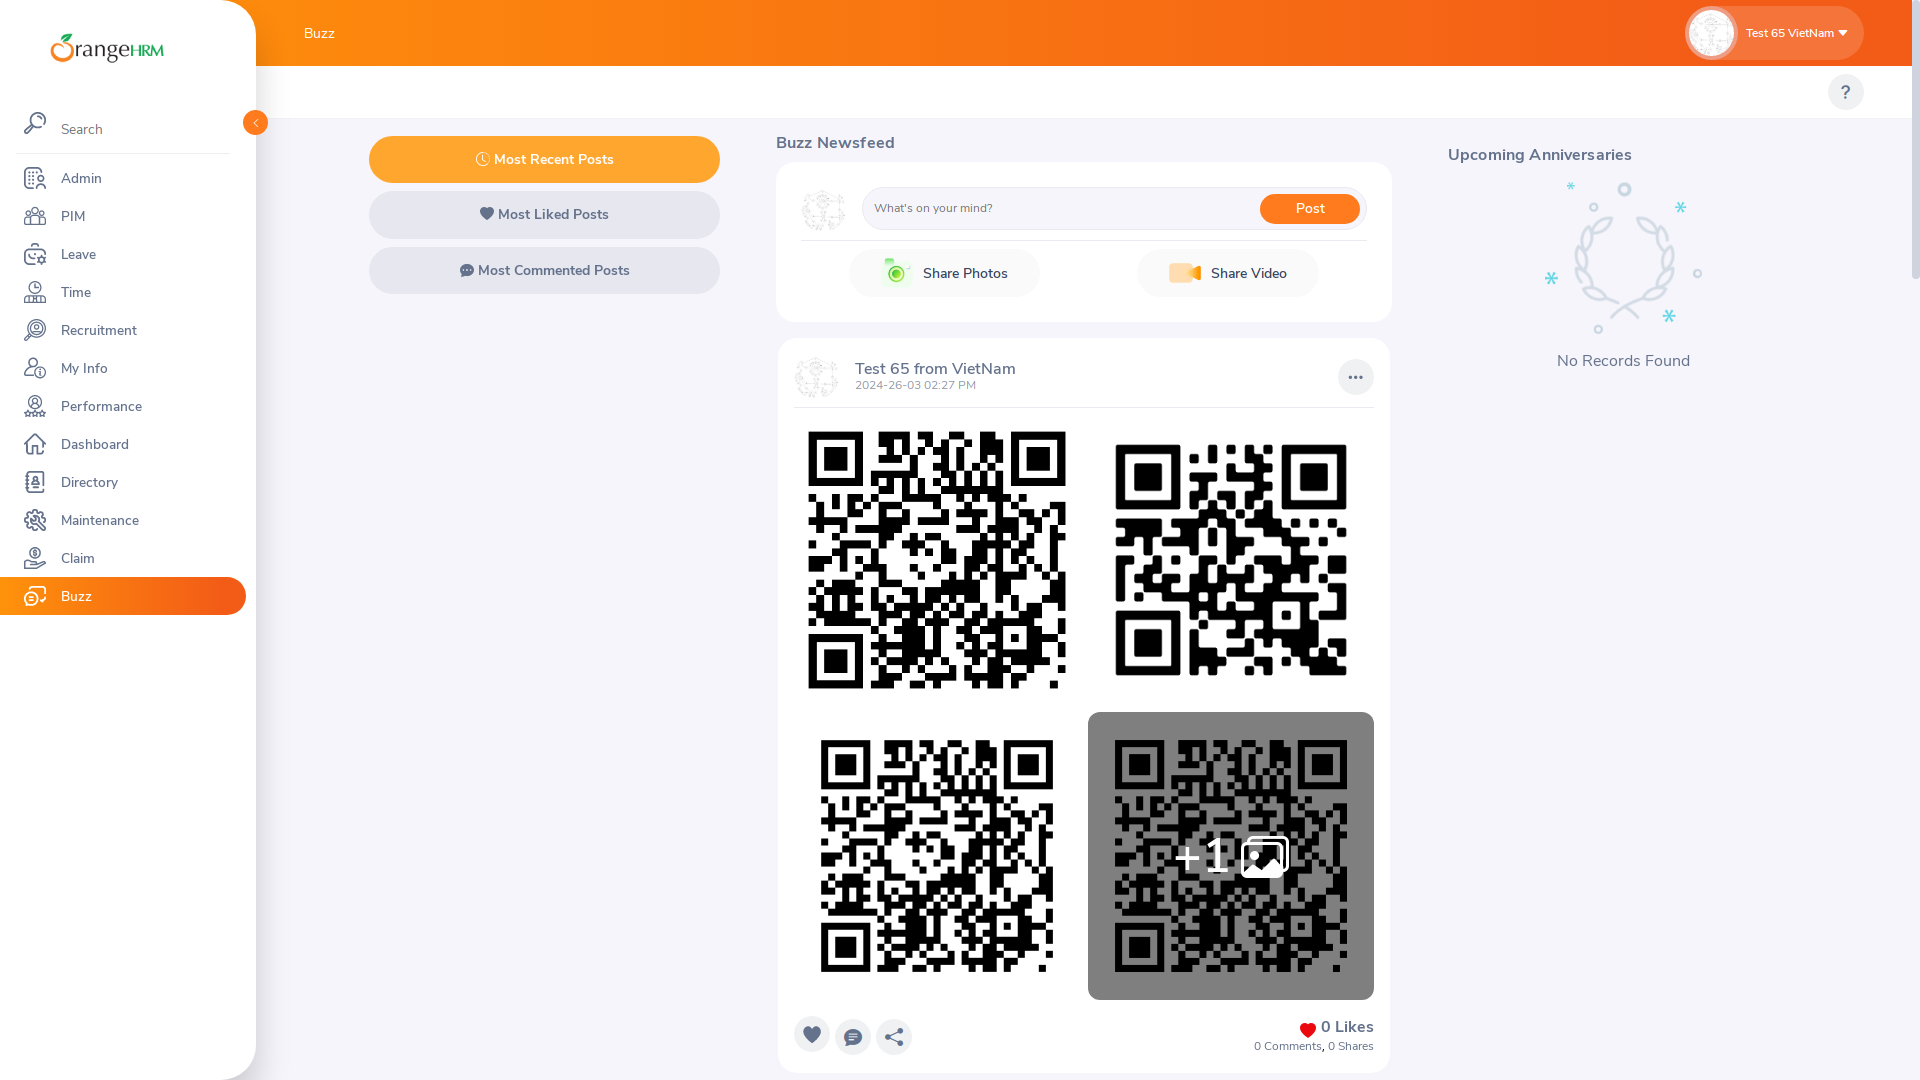 OrangeHRM
Search
Admin
PIM
Leave
Time
Recruitment
My Info
Performance
Dashboard
Directory
Maintenance
Claim
Buzz
Buzz
Test 65 VietNam
?
Most Recent Posts
Most Liked Posts
Most Commented Posts
Buzz Newsfeed
What's on your mind?
Post
Share Photos
Share Video
Test 65 from VietNam
2024-26-03 02:27 PM
+1
0 Likes
0 Comments, 0 Shares
Upcoming Anniversaries
No Records Found